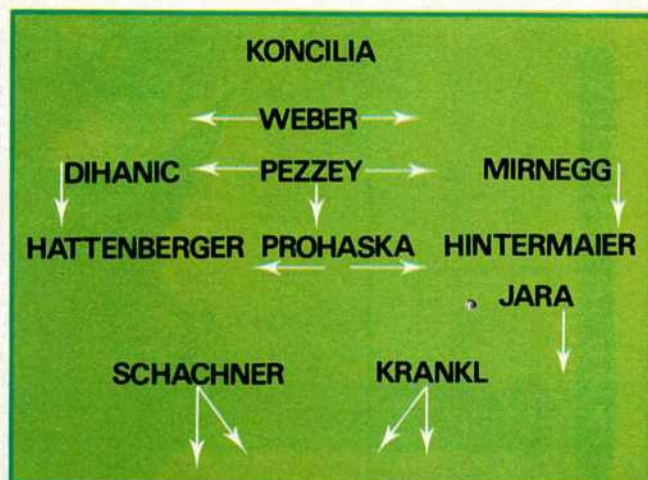 KONCILIA
WEBER
DIHANIC PEZZEY MIRNEGG
HATTENBERGER PROHASKA HINTERMAIER
JARA
SCHACHNER KRANKL